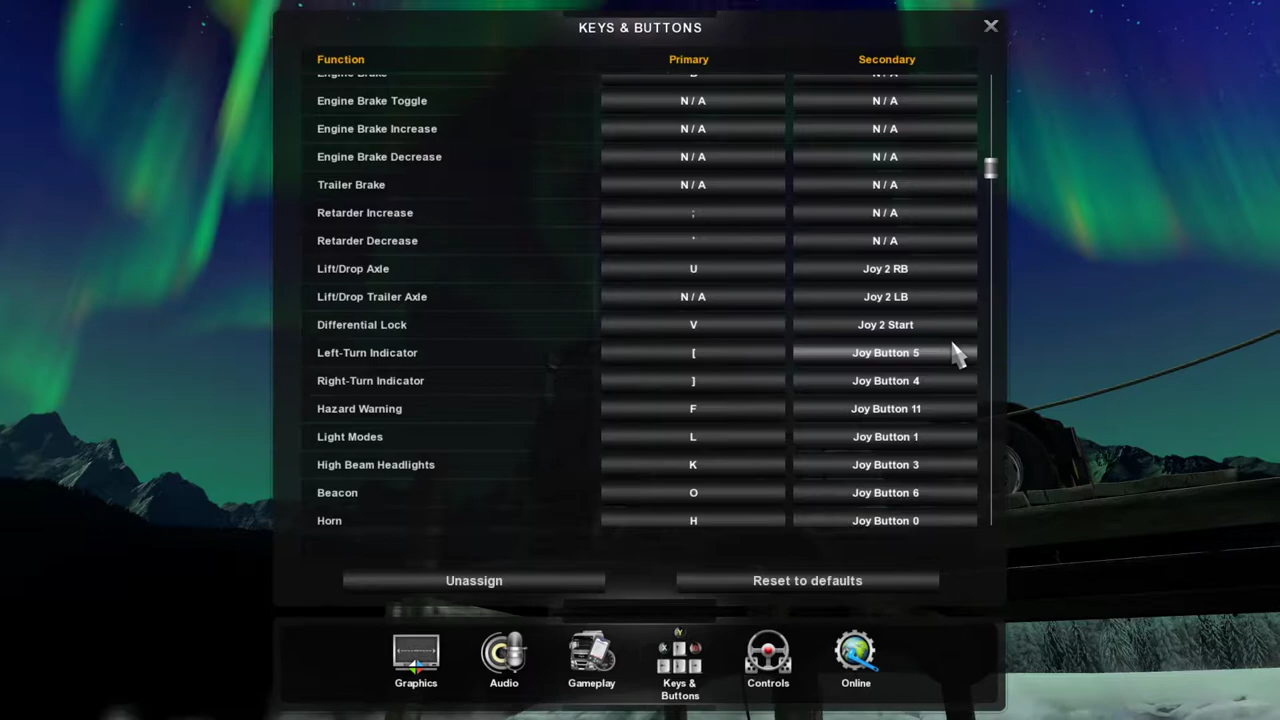 KEYS & BUTTONS
Function Primary Secondary
Engine Brake B N / A
Engine Brake Toggle N / A N / A
Engine Brake Increase N / A N / A
Engine Brake Decrease N / A N / A
Trailer Brake N / A N / A
Retarder Increase ; N / A
Retarder Decrease ' N / A
Lift/Drop Axle U Joy 2 RB
Lift/Drop Trailer Axle N / A Joy 2 LB
Differential Lock V Joy 2 Start
Left-Turn Indicator [ Joy Button 5
Right-Turn Indicator ] Joy Button 4
Hazard Warning F Joy Button 11
Light Modes L Joy Button 1
High Beam Headlights K Joy Button 3
Beacon O Joy Button 6
Horn H Joy Button 0
Unassign Reset to defaults
Graphics Audio Gameplay Keys & Controls Online
Buttons